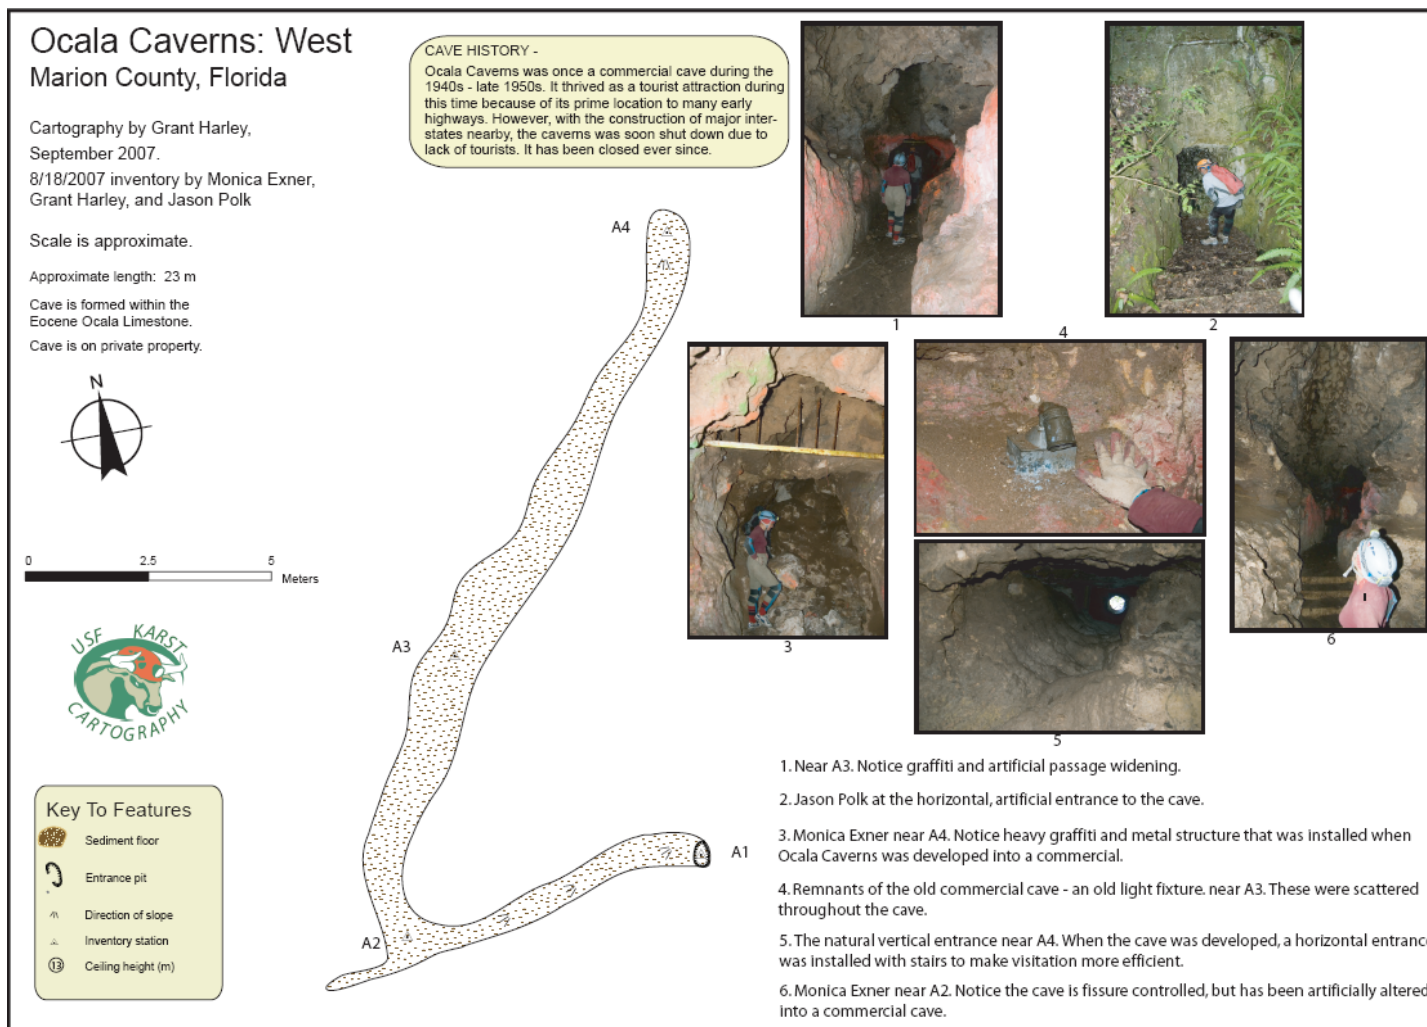 Ocala Caverns: West
Marion County, Florida
Cartography by Grant Harley,
September 2007.
8/18/2007 inventory by Monica Exner,
Grant Harley, and Jason Polk
Scale is approximate.
Approximate length: 23 m
Cave is formed within the
Eocene Ocala Limestone.
Cave is on private property.
N
0 2.5 5
Meters
USF KARST
CARTOGRAPHY
Key To Features
Sediment floor
Entrance pit
Direction of slope
Inventory station
13 Ceiling height (m)
CAVE HISTORY -
Ocala Caverns was once a commercial cave during the
1940s - late 1950s. It thrived as a tourist attraction during
this time because of its prime location to many early
highways. However, with the construction of major inter-
states nearby, the caverns was soon shut down due to
lack of tourists. It has been closed ever since.
A4
A3
A2
A1
1
2
4
3
5
6
1. Near A3. Notice graffiti and artificial passage widening.
2. Jason Polk at the horizontal, artificial entrance to the cave.
3. Monica Exner near A4. Notice heavy graffiti and metal structure that was installed when
Ocala Caverns was developed into a commercial.
4. Remnants of the old commercial cave - an old light fixture. near A3. These were scattered
throughout the cave.
5. The natural vertical entrance near A4. When the cave was developed, a horizontal entrance
was installed with stairs to make visitation more efficient.
6. Monica Exner near A2. Notice the cave is fissure controlled, but has been artificially altered
into a commercial cave.